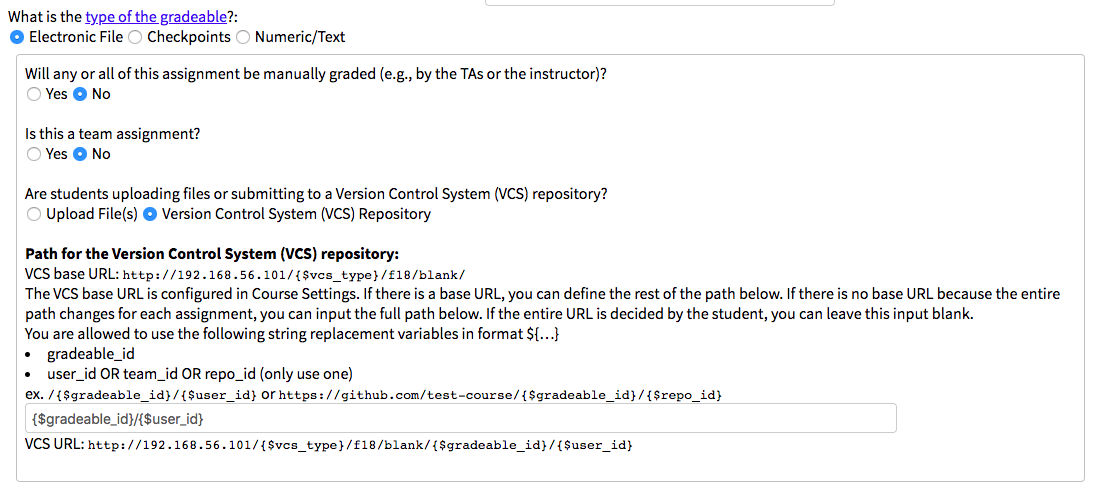 What is the type of the gradeable?:
Electronic File Checkpoints Numeric/Text
Will any or all of this assignment be manually graded (e.g., by the TAs or the instructor)?
Yes No
Is this a team assignment?
Yes No
Are students uploading files or submitting to a Version Control System (VCS) repository?
Upload File(s) Version Control System (VCS) Repository
Path for the Version Control System (VCS) repository:
VCS base URL: http://192.168.56.101/{$vcs_type}/f18/blank/
The VCS base URL is configured in Course Settings. If there is a base URL, you can define the rest of the path below. If there is no base URL because the entire
path changes for each assignment, you can input the full path below. If the entire URL is decided by the student, you can leave this input blank.
You are allowed to use the following string replacement variables in format ${...}
• gradeable_id
• user_id OR team_id OR repo_id (only use one)
ex. /{$gradeable_id}/{$user_id} or https://github.com/test-course/{$gradeable_id}/{$repo_id}
{$gradeable_id}/{$user_id}
VCS URL: http://192.168.56.101/{$vcs_type}/f18/blank/{$gradeable_id}/{$user_id}